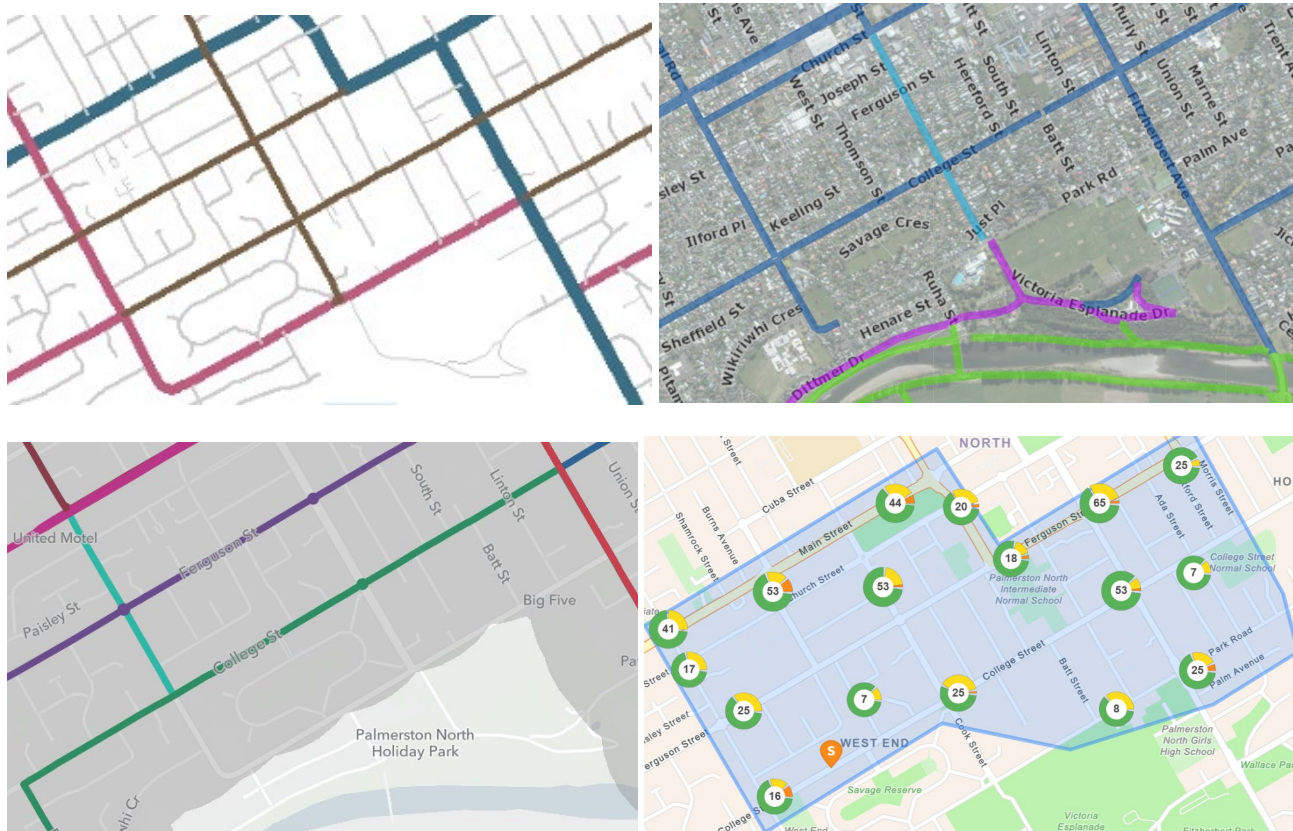 Church St
Joseph St
Ferguson St
West St
Thomson St
Hereford St
South St
Linton St
Batt St
Union St
Marne St
Fitzherbert Ave
Palm Ave
Park Rd
College St
Keeling St
Ilford Pl
Savage Cres
Just Pl
Ruha St
Victoria Esplanade Dr
Henare St
Sheffield St
Wikiriwhi Cres
Dittmer Dr
United Motel
Ferguson St
Paisley St
College St
South St
Linton St
Union St
Batt St
Big Five
Palmerston North
Holiday Park
NORTH
Cuba Street
Main Street
Church Street
Ferguson St
Shamrock Street
Burns Avenue
Morris Street
Ada Street
College Street
Normal School
Palmerston North
Intermediate
Normal School
College Street
Batt Street
Park Road
Palm Avenue
WEST END
Cook Street
Savage Reserve
Palmerston
North Girls
High School
Wallace Pa
Victoria
Esplanade
Fitzherbert Park
West End
44
20
65
25
18
53
53
53
7
41
17
25
7
25
8
25
16
S